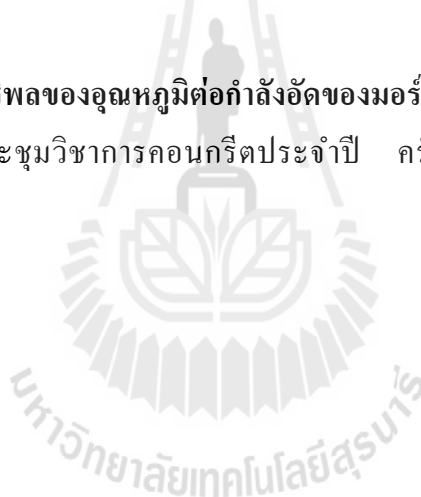 พลของอุณหภูมิต่อกำลังอัดของมอร์
ะชุมวิชาการคอนกรีตประจำปี ครั
มหาวิทยาลัยเทคโนโลยีสุรนารี